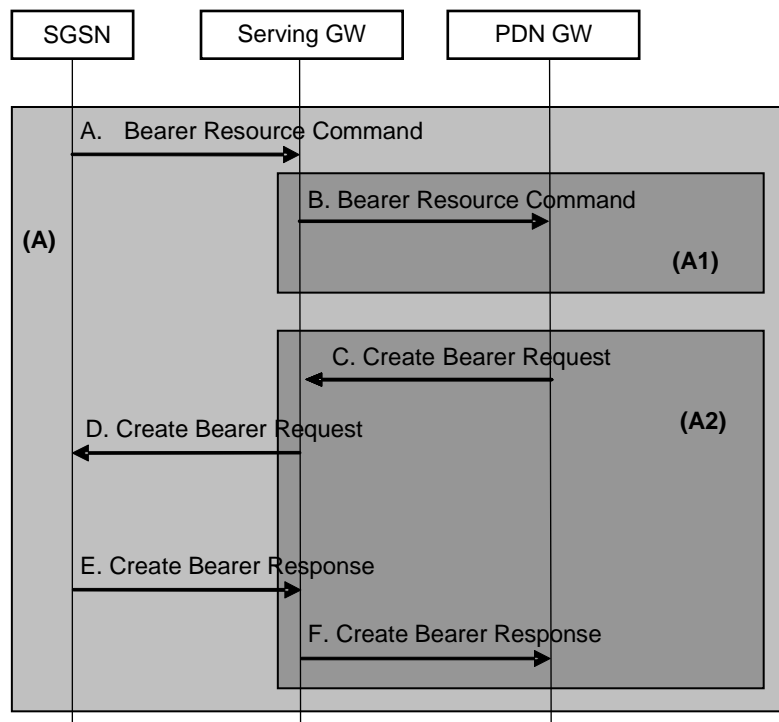 SGSN
Serving GW
PDN GW
A. Bearer Resource Command
B. Bearer Resource Command
(A)
(A1)
C. Create Bearer Request
(A2)
D. Create Bearer Request
E. Create Bearer Response
F. Create Bearer Response